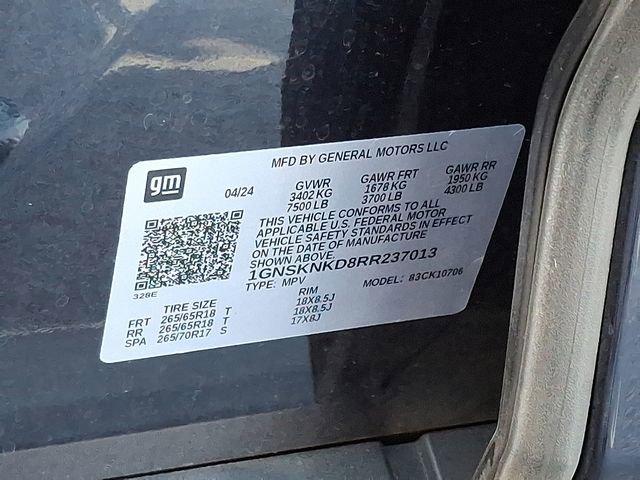 MFD BY GENERAL MOTORS LLC
gm
04/24
GVWR GAWR FRT GAWR RR
3402 KG 1678 KG 1950 KG
7500 LB 3700 LB 4300 LB
THIS VEHICLE CONFORMS TO ALL
APPLICABLE U.S. FEDERAL MOTOR
VEHICLE SAFETY STANDARDS IN EFFECT
ON THE DATE OF MANUFACTURE
SHOWN ABOVE
1GNSKNKD8RR237013
TYPE: MPV MODEL: 83CK10706
328E
TIRE SIZE RIM
FRT 265/65R18 T 18X8.5J
RR 265/65R18 T 18X8.5J
SPA 265/70R17 S 17X8J